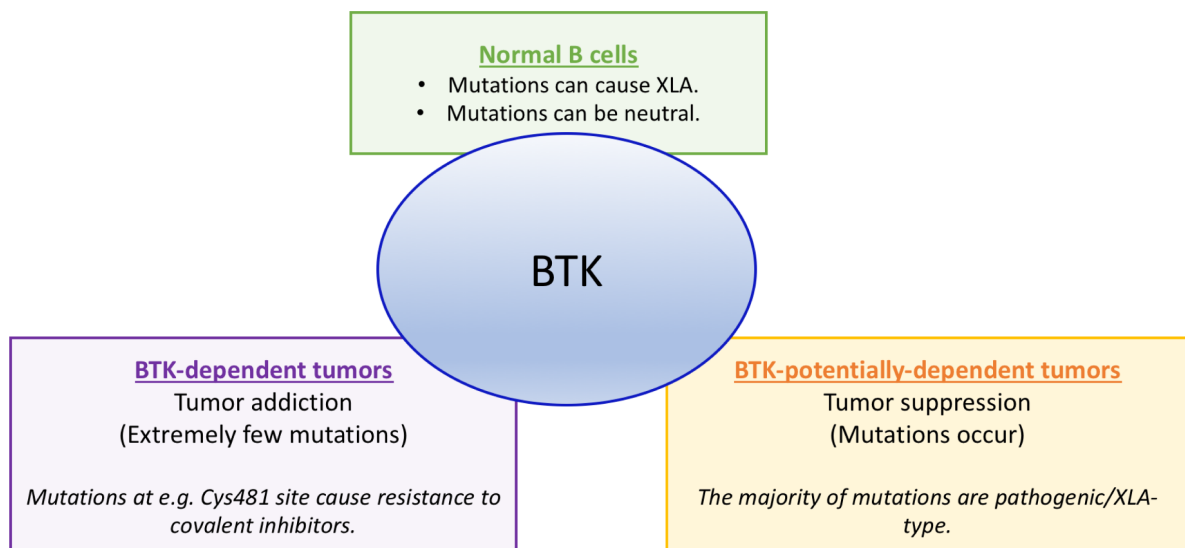 Normal B cells
• Mutations can cause XLA.
• Mutations can be neutral.
BTK
BTK-dependent tumors
Tumor addiction
(Extremely few mutations)
Mutations at e.g. Cys481 site cause resistance to
covalent inhibitors.
BTK-potentially-dependent tumors
Tumor suppression
(Mutations occur)
The majority of mutations are pathogenic/XLA-
type.